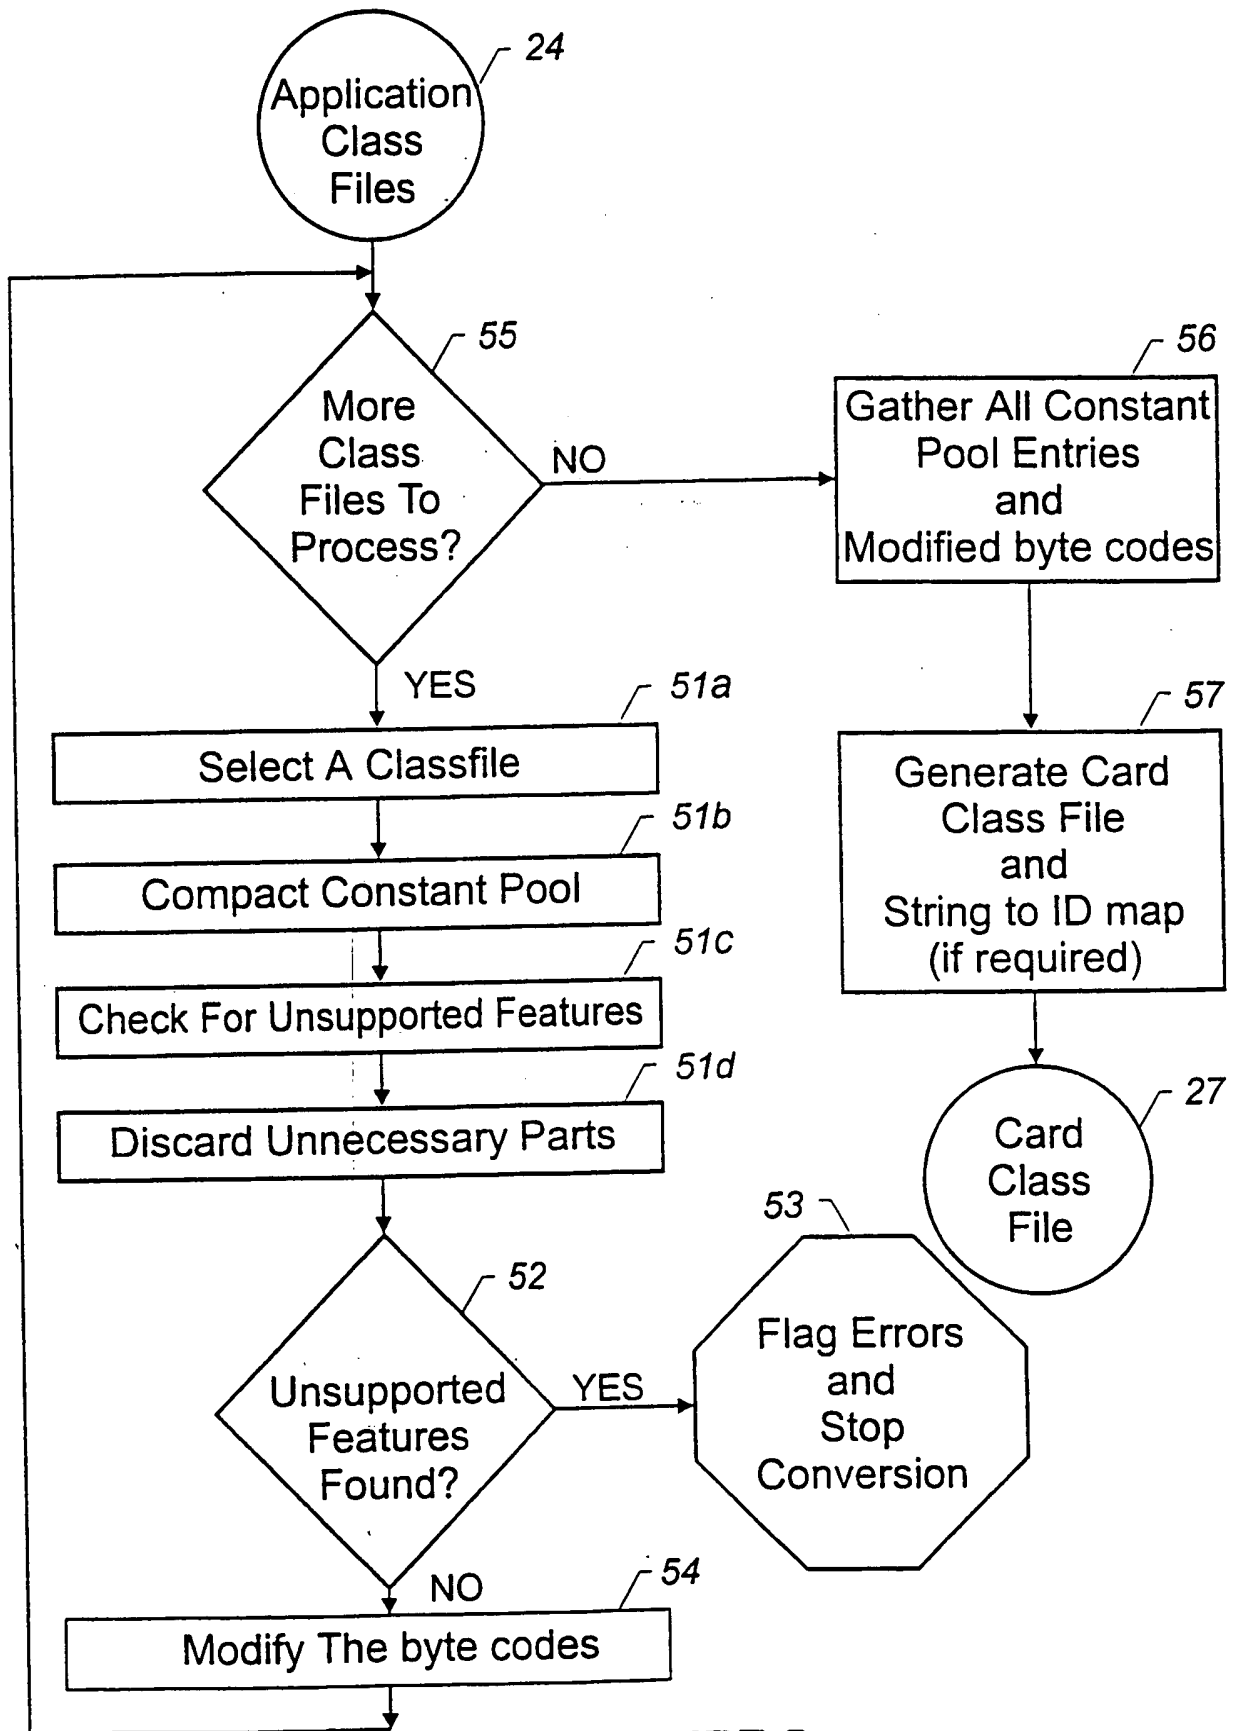 24
Application
Class
Files
55
More
Class
Files To
Process?
NO
56
Gather All Constant
Pool Entries
and
Modified byte codes
YES
51a
Select A Classfile
51b
Compact Constant Pool
51c
Check For Unsupported Features
51d
Discard Unnecessary Parts
57
Generate Card
Class File
and
String to ID map
(if required)
27
Card
Class
File
52
Unsupported
Features
Found?
YES
53
Flag Errors
and
Stop
Conversion
NO
54
Modify The byte codes